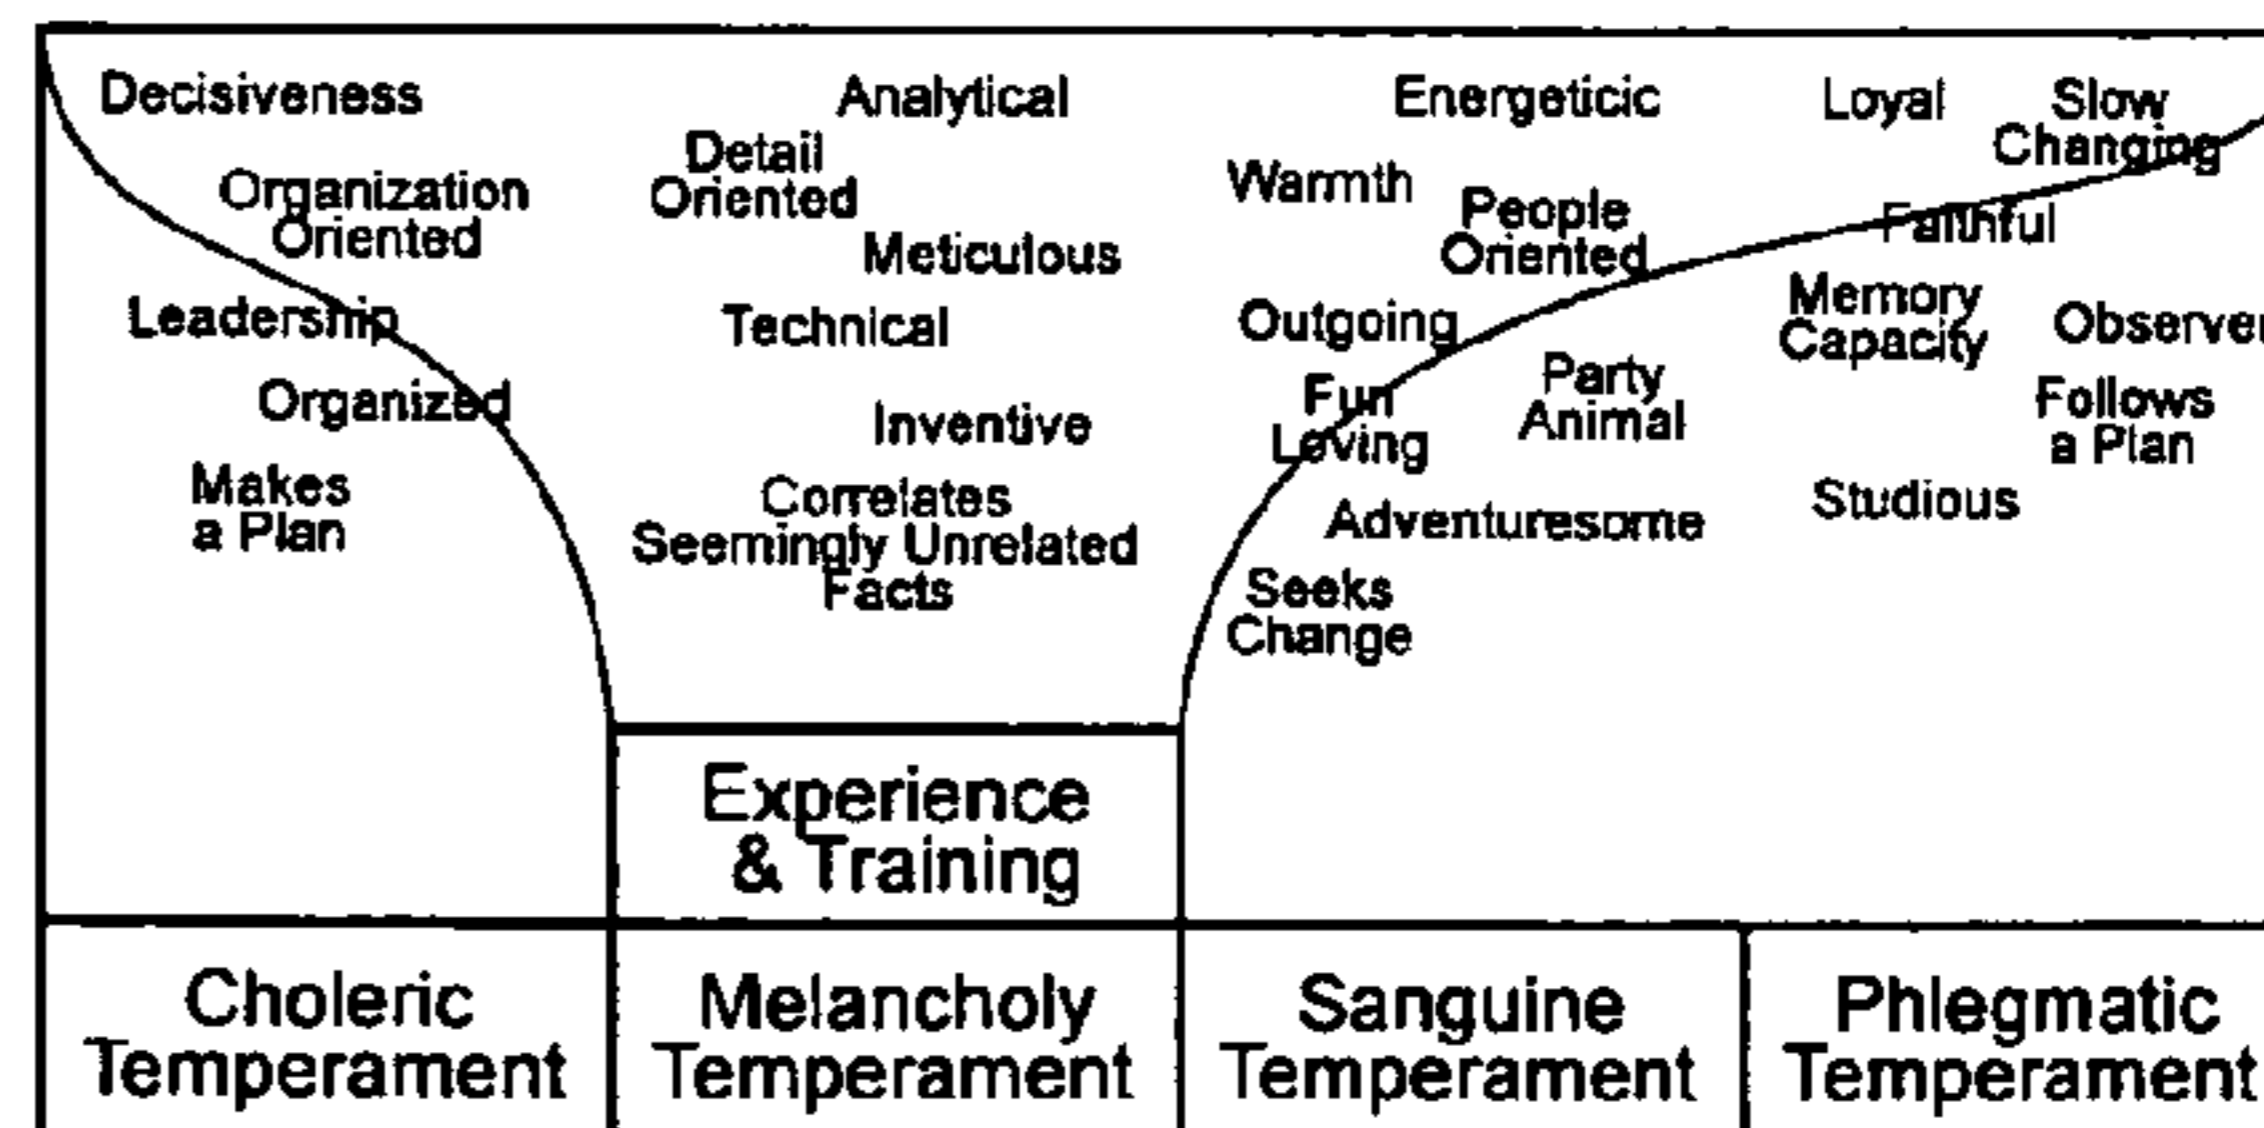 Decisiveness
Organization
Oriented
Leadership
Organized
Makes
a Plan
Analytical
Detail
Oriented
Meticulous
Technical
Inventive
Correlates
Seemingly Unrelated
Facts
Energeticic
Warmth
People
Oriented
Outgoing
Fun
Loving
Party
Animal
Adventuresome
Seeks
Change
Loyal
Slow
Changing
Faithful
Memory
Capacity
Observer
Follows
a Plan
Studious
Experience
& Training
Choleric
Temperament
Melancholy
Temperament
Sanguine
Temperament
Phlegmatic
Temperament